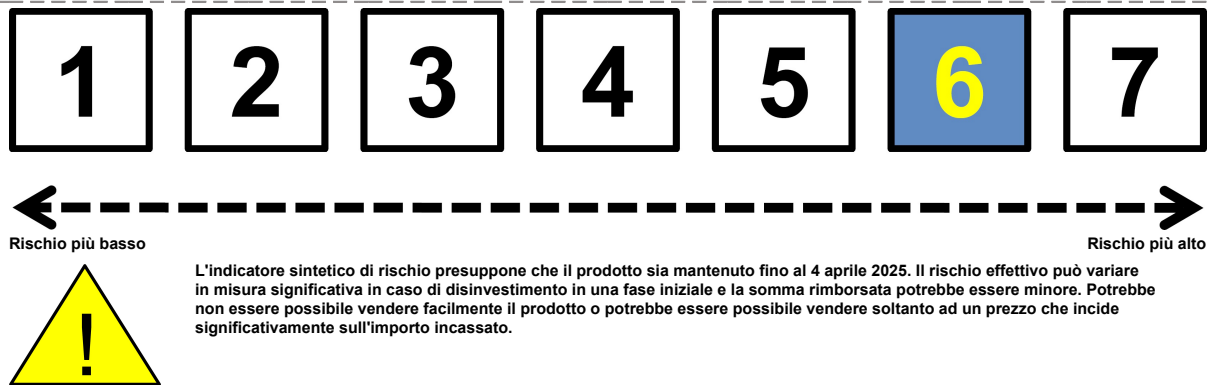 1 2 3 4 5 6 7
Rischio più basso Rischio più alto
!
L'indicatore sintetico di rischio presuppone che il prodotto sia mantenuto fino al 4 aprile 2025. Il rischio effettivo può variare
in misura significativa in caso di disinvestimento in una fase iniziale e la somma rimborsata potrebbe essere minore. Potrebbe
non essere possibile vendere facilmente il prodotto o potrebbe essere possibile vendere soltanto ad un prezzo che incide
significativamente sull'importo incassato.